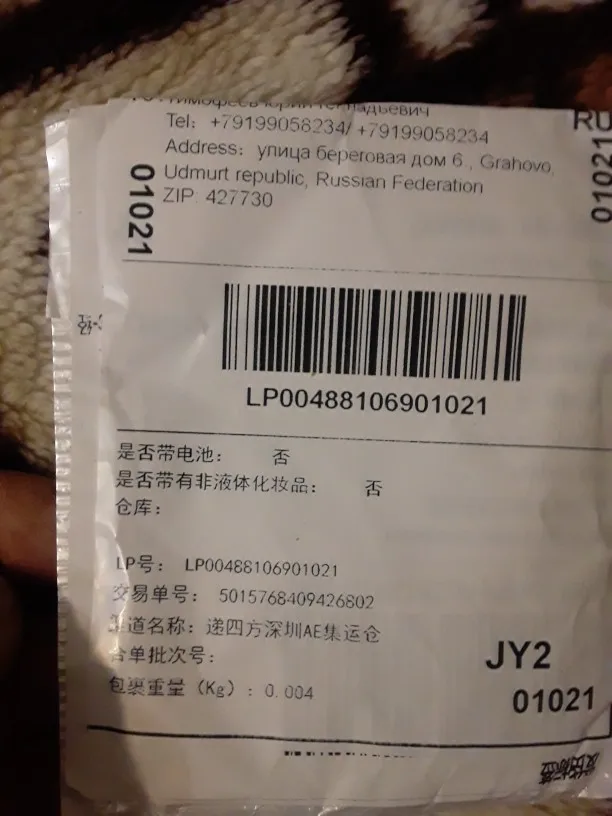 Tel: +79199058234/ +79199058234
Address: улица береговая дом 6 , Grahovo,
Udmurt republic, Russian Federation
ZIP: 427730
RU
01021
01021
LP00488106901021
是否带电池: 否
是否带有非液体化妆品: 否
仓库:
LP号: LP00488106901021
交易单号: 5015768409426802
渠道名称: 递四方深圳AE集运仓
合单批次号:
包裹重量(Kg): 0.004
JY2
01021